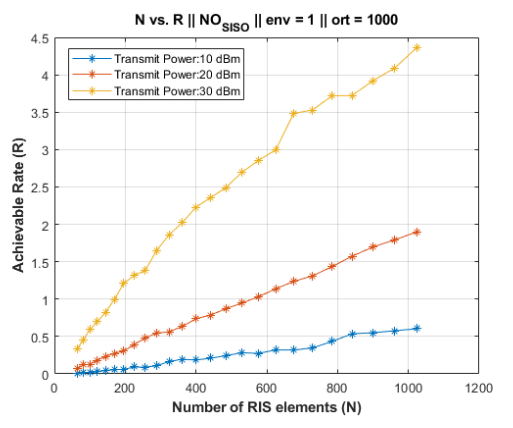 N vs. R || NO_SISO || env = 1 || ort = 1000
Transmit Power:10 dBm
Transmit Power:20 dBm
Transmit Power:30 dBm
Achievable Rate (R)
4.5
4
3.5
3
2.5
2
1.5
1
0.5
0
0 200 400 600 800 1000 1200
Number of RIS elements (N)